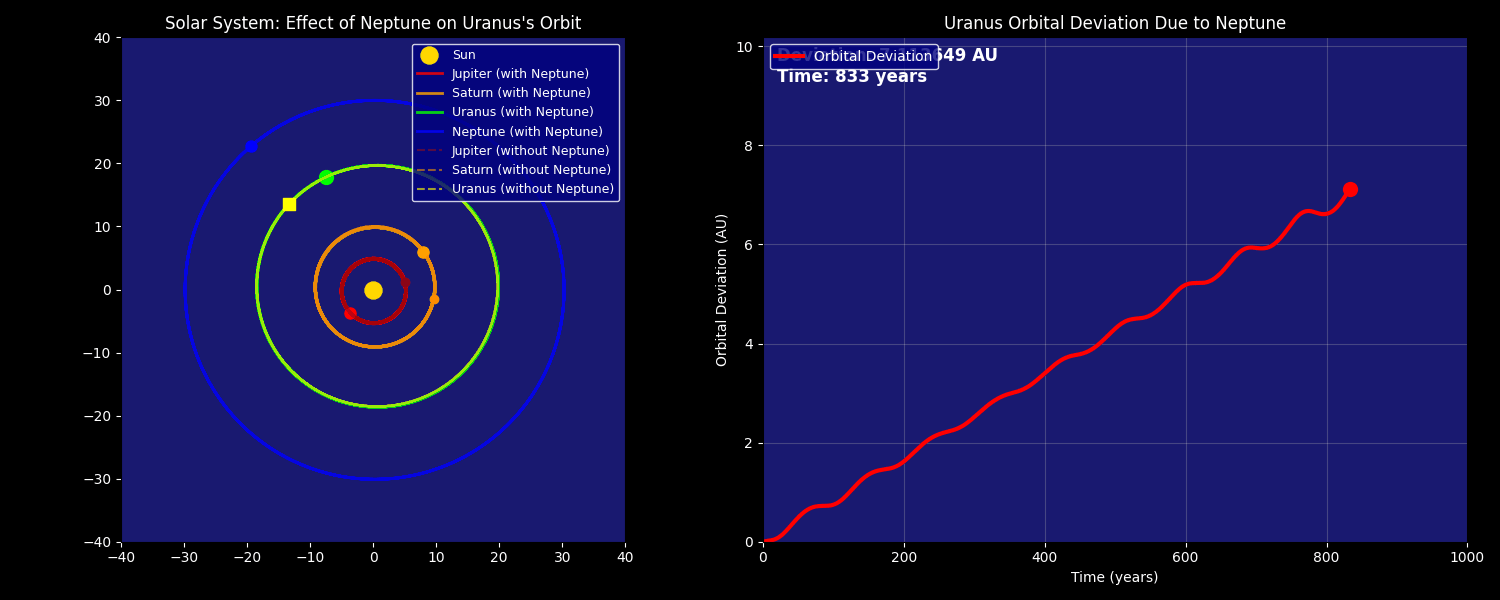 Solar System: Effect of Neptune on Uranus's Orbit
40
30
20
10
0
−10
−20
−30
−40
−40 −30 −20 −10 0 10 20 30 40
Sun
Jupiter (with Neptune)
Saturn (with Neptune)
Uranus (with Neptune)
Neptune (with Neptune)
Jupiter (without Neptune)
Saturn (without Neptune)
Uranus (without Neptune)
Uranus Orbital Deviation Due to Neptune
Orbital Deviation (AU)
10
8
6
4
2
0
0 200 400 600 800 1000
Time (years)
Orbital Deviation
AU
Time: 833 years